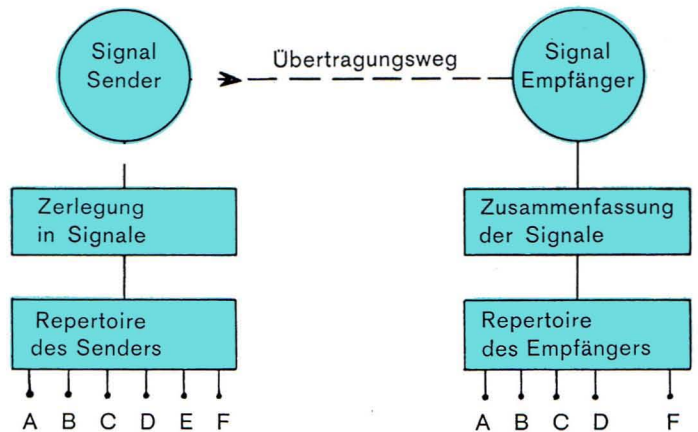 Signal
Sender
Übertragungsweg
Signal
Empfänger
Zerlegung
in Signale
Zusammenfassung
der Signale
Repertoire
des Senders
Repertoire
des Empfängers
A B C D E F
A B C D F